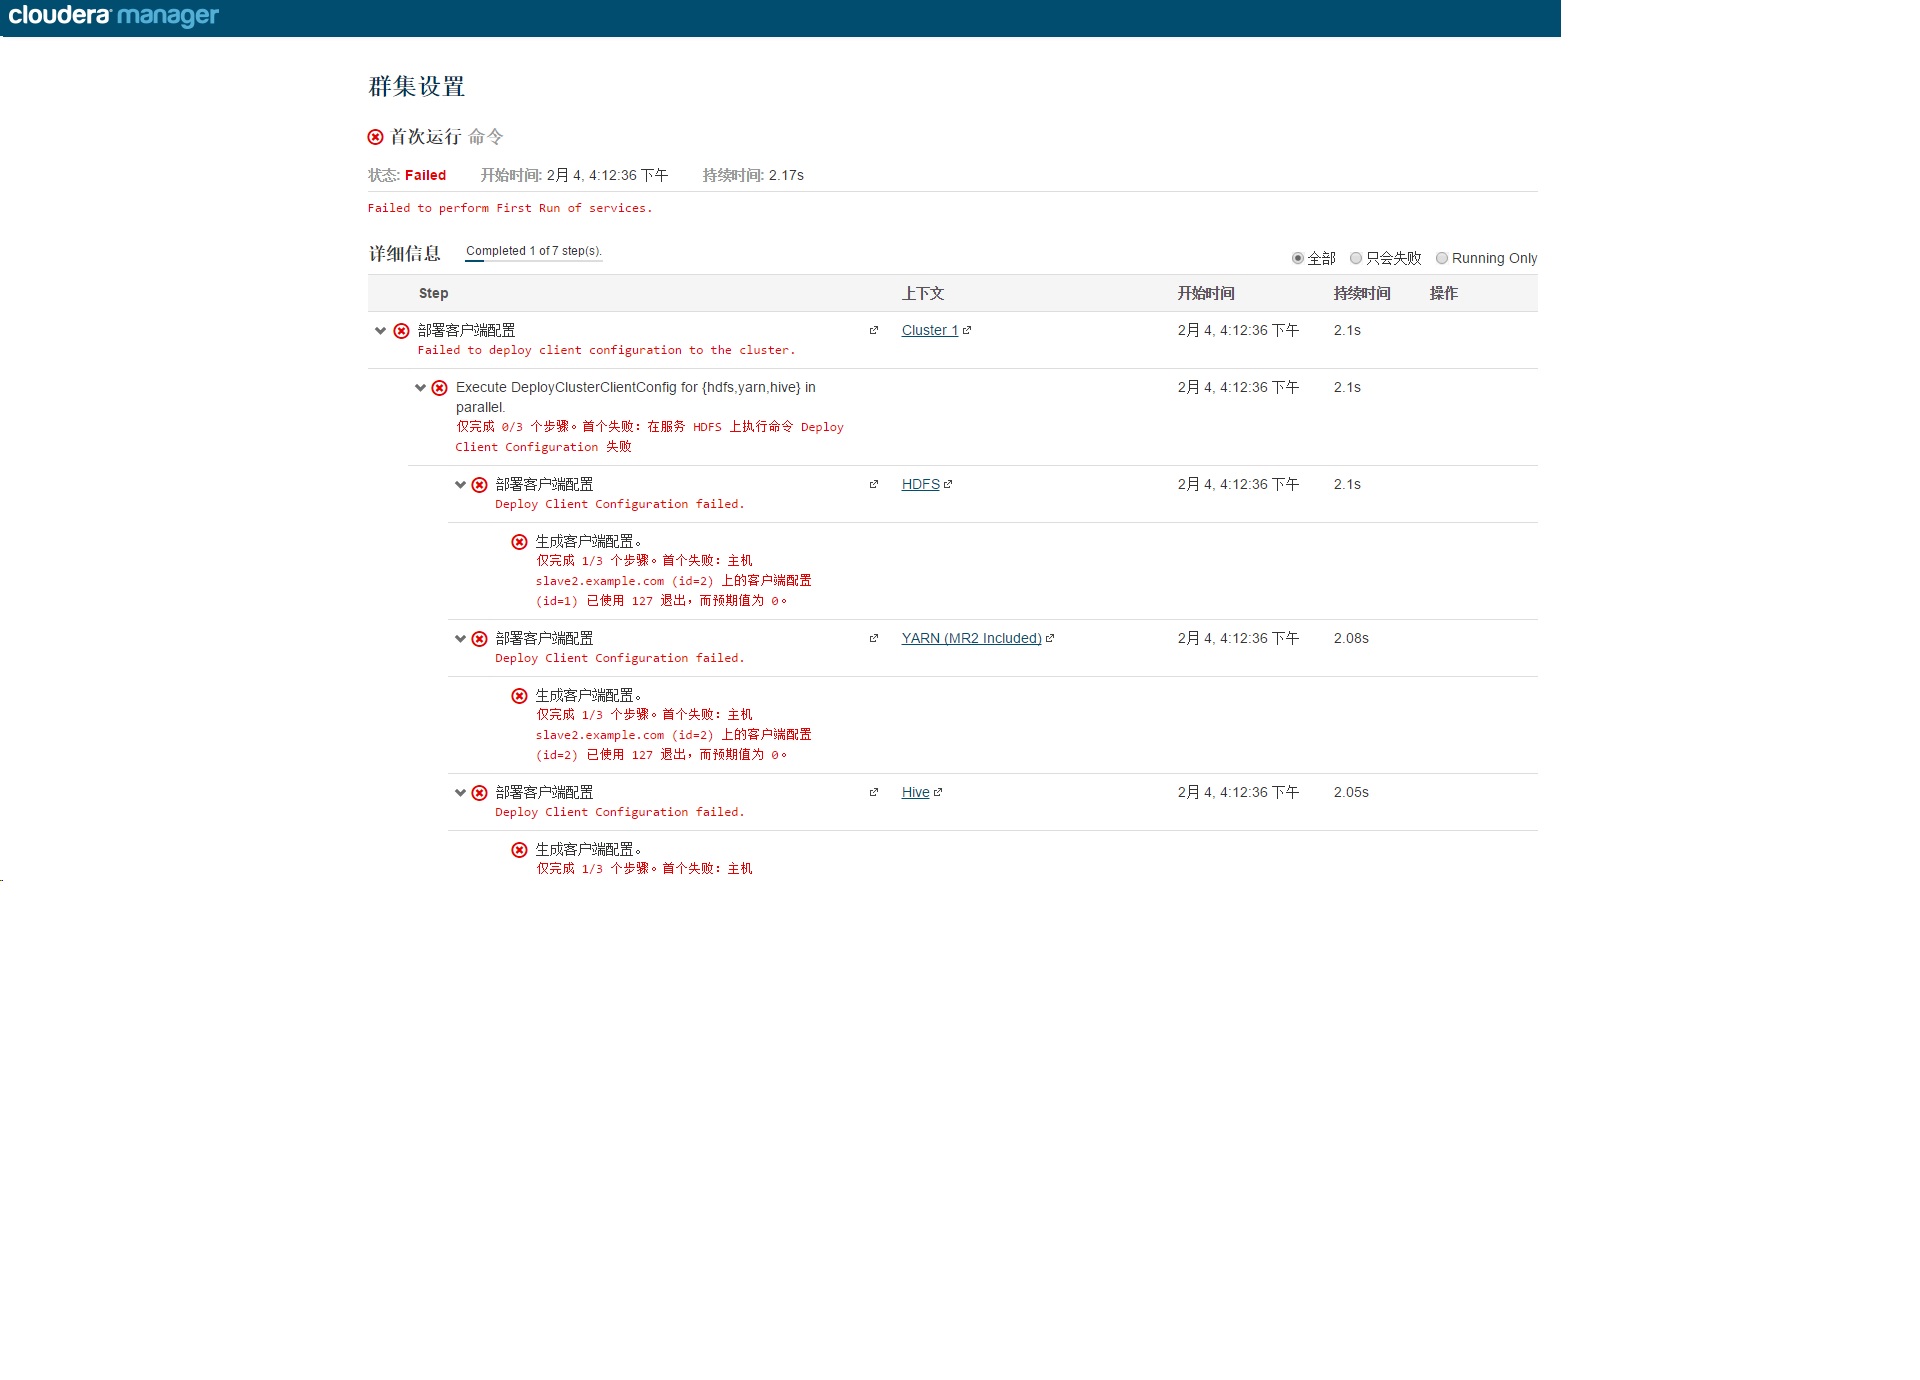 cloudera manager
群集设置
首次运行 命令
状态: Failed 开始时间: 2月 4, 4:12:36 下午 持续时间: 2.17s
Failed to perform First Run of services.
详细信息 Completed 1 of 7 step(s).
全部 只会失败 Running Only
Step 上下文 开始时间 持续时间 操作
部署客户端配置 Cluster 1 2月 4, 4:12:36 下午 2.1s
Failed to deploy client configuration to the cluster.
Execute DeployClusterClientConfig for {hdfs,yarn,hive} in 2月 4, 4:12:36 下午 2.1s
parallel.
仅完成 0/3 个步骤。首个失败：在服务 HDFS 上执行命令 Deploy
Client Configuration 失败
部署客户端配置 HDFS 2月 4, 4:12:36 下午 2.1s
Deploy Client Configuration failed.
生成客户端配置。
仅完成 1/3 个步骤。首个失败：主机
slave2.example.com (id=2) 上的客户端配置
(id=1) 已使用 127 退出，而预期值为 0。
部署客户端配置 YARN (MR2 Included) 2月 4, 4:12:36 下午 2.08s
Deploy Client Configuration failed.
生成客户端配置。
仅完成 1/3 个步骤。首个失败：主机
slave2.example.com (id=2) 上的客户端配置
(id=2) 已使用 127 退出，而预期值为 0。
部署客户端配置 Hive 2月 4, 4:12:36 下午 2.05s
Deploy Client Configuration failed.
生成客户端配置。
仅完成 1/3 个步骤。首个失败：主机